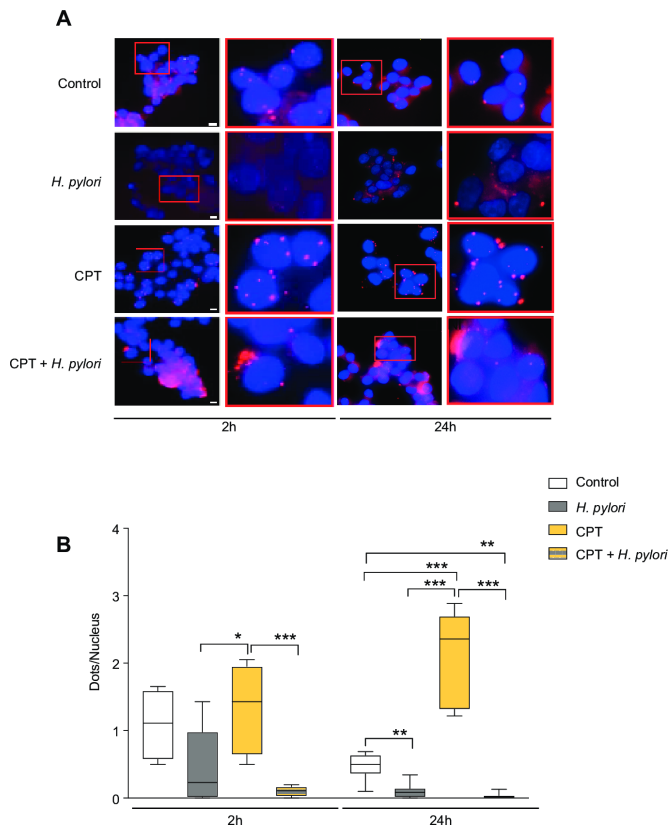 A
Control
H. pylori
CPT
CPT + H. pylori
2h 24h
B
Control
H. pylori
CPT
CPT + H. pylori
Dots/Nucleus
4
3
2
1
0
* *** ** *** *** *** **
2h 24h